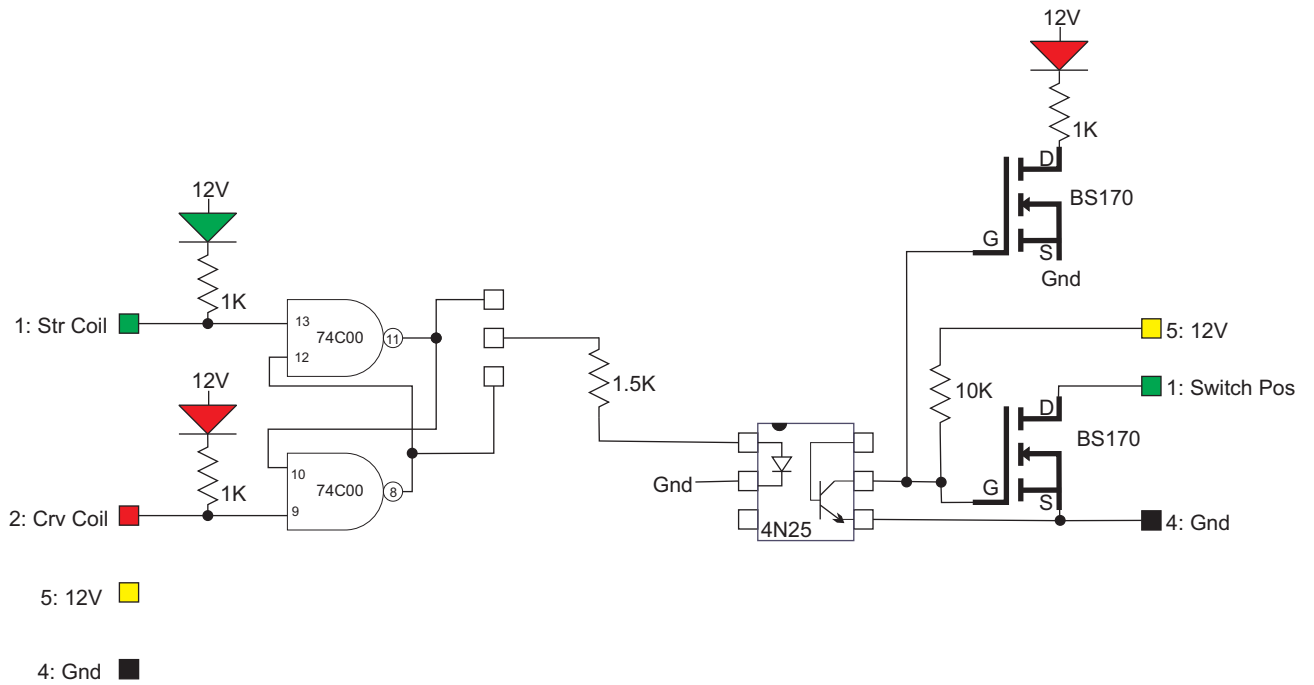 12V
1K
D
BS170
G
S
Gnd
12V
1K
1: Str Coil
13
12
74C00
11
12V
1K
2: Crv Coil
10
9
74C00
8
1.5K
Gnd
4N25
5: 12V
10K
D
1: Switch Pos
BS170
G
S
4: Gnd
5: 12V
4: Gnd